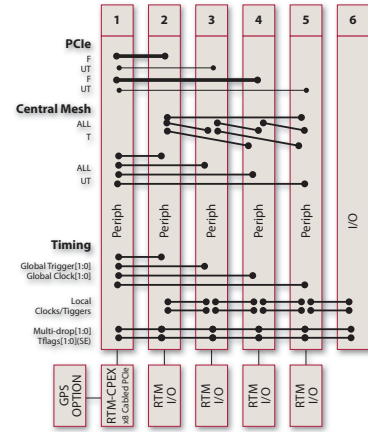 1 2 3 4 5 6
PCIe
F
UT
F
UT
Central Mesh
ALL
T
ALL
UT
Periph Periph Periph Periph Periph I/O
Timing
Global Trigger[1:0]
Global Clock[1:0]
Local
Clocks/Tiggers
Multi-drop[1:0]
Tflags[1:0](SE)
GPS
OPTION
RTM-CPEX
x8 Cabled PCIe
RTM
I/O
RTM
I/O
RTM
I/O
RTM
I/O